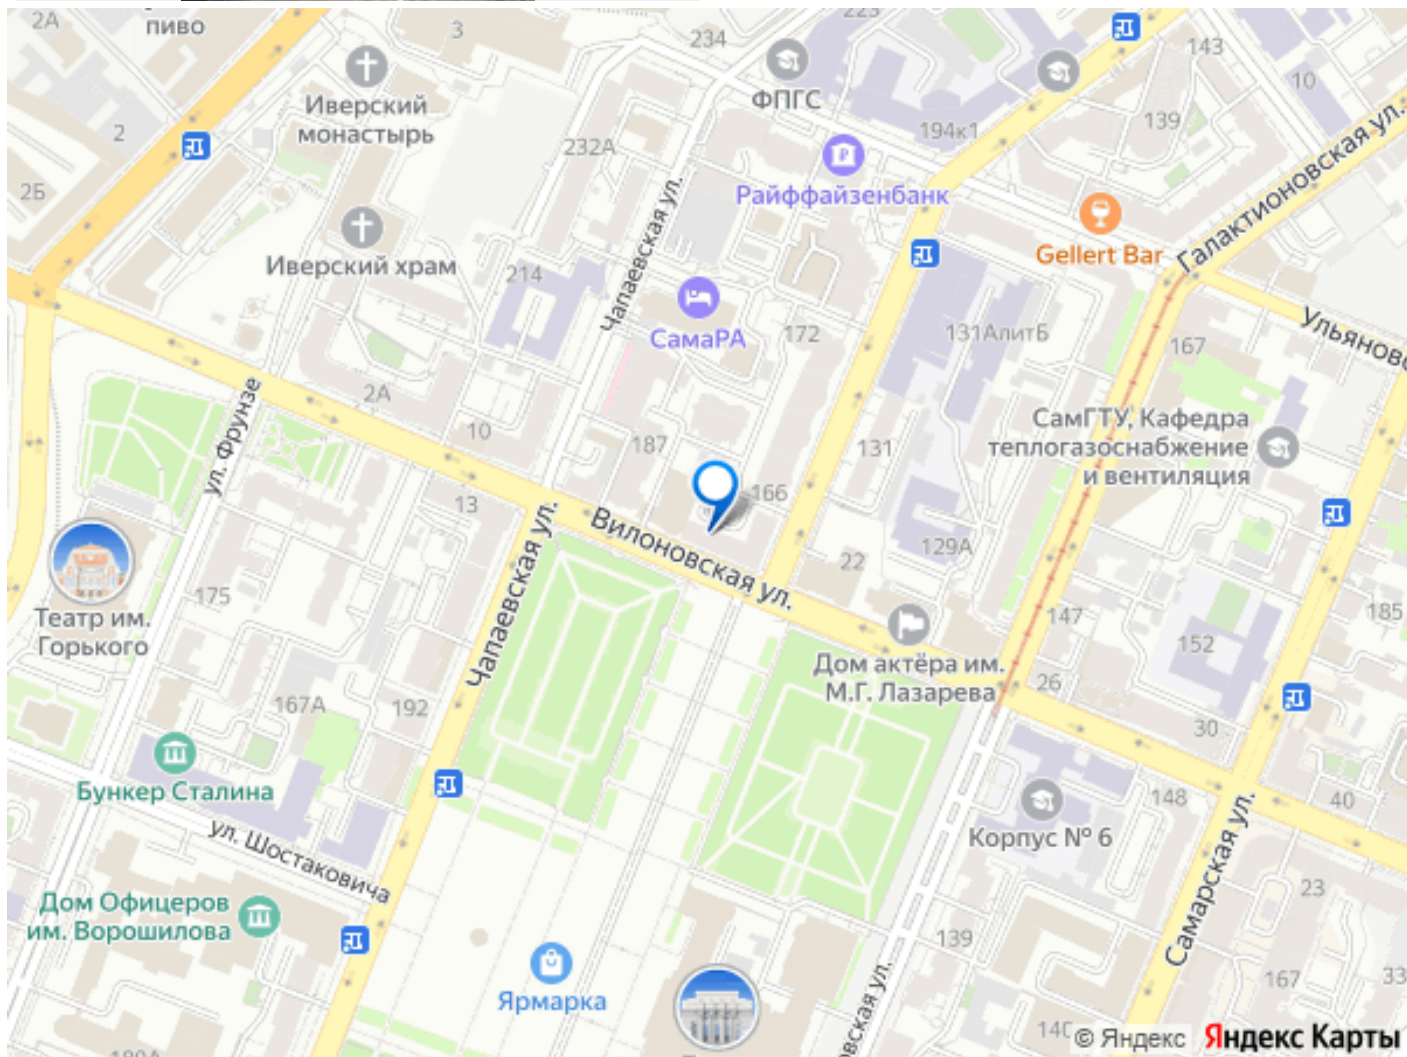 2А
пиво
3
234
223
143
10
ФПГС
139
194к1
Иверский
монастырь
2
232А
2Б
Райффайзенбанк
Чапаевская ул.
Галактионовская ул.
Gellert Bar
Иверский храм
214
СамаРА
172
131АлитБ
167
Ульяновс
2А
10
187
131
СамГТУ, Кафедра
теплогазоснабжение
и вентиляция
ул. Фрунзе
13
166
Вилоновская ул.
Чапаевская ул.
129А
22
175
Театр им.
Горького
147
185
152
Дом актёра им.
М.Г. Лазарева
26
167А
192
30
Бункер Сталина
148
40
Корпус № 6
ул. Шостаковича
Самарская ул.
23
Дом Офицеров
им. Ворошилова
139
167
33
Ярмарка
овская ул.
© Яндекс
Яндекс Карты